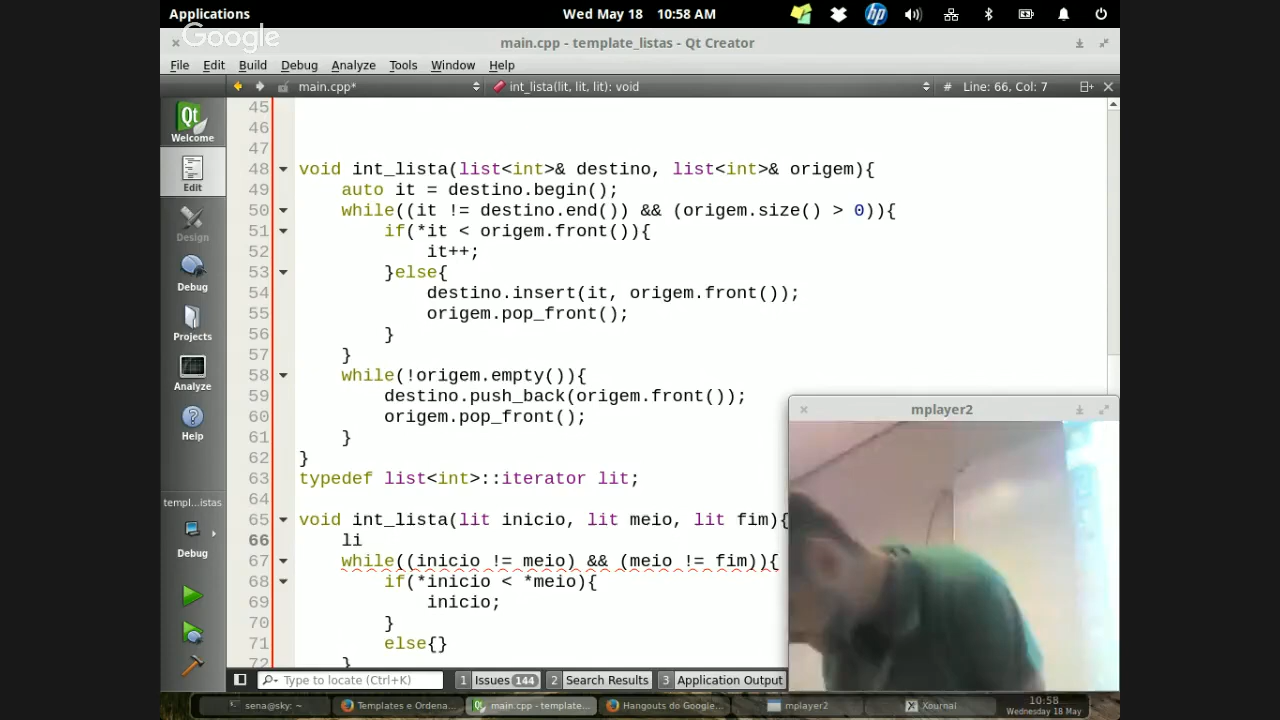 Applications
Wed May 18 10:58 AM
hp
Google
main.cpp - template_listas - Qt Creator
File Edit Build Debug Analyze Tools Window Help
main.cpp*
int_lista(lit, lit, lit): void
# Line: 66, Col: 7
Qt
Welcome
Edit
Design
Debug
Projects
Analyze
Help
templ...istas
Debug
45
46
47
48 void int_lista(list<int>& destino, list<int>& origem){
49 auto it = destino.begin();
50 while((it != destino.end()) && (origem.size() > 0)){
51 if(*it < origem.front()){
52 it++;
53 }else{
54 destino.insert(it, origem.front());
55 origem.pop_front();
56 }
57 }
58 while(!origem.empty()){
59 destino.push_back(origem.front());
60 origem.pop_front();
61 }
62 }
63 typedef list<int>::iterator lit;
64
65 void int_lista(lit inicio, lit meio, lit fim){
66 li
67 while((inicio != meio) && (meio != fim)){
68 if(*inicio < *meio){
69 inicio;
70 }
71 else{}
72 }
mplayer2
Type to locate (Ctrl+K)
1 Issues 144 2 Search Results 3 Application Output
sena@sky: ~
Templates e Ordena...
main.cpp - template...
Hangouts do Google...
mplayer2
Xournal
10:58
Wednesday 18 May